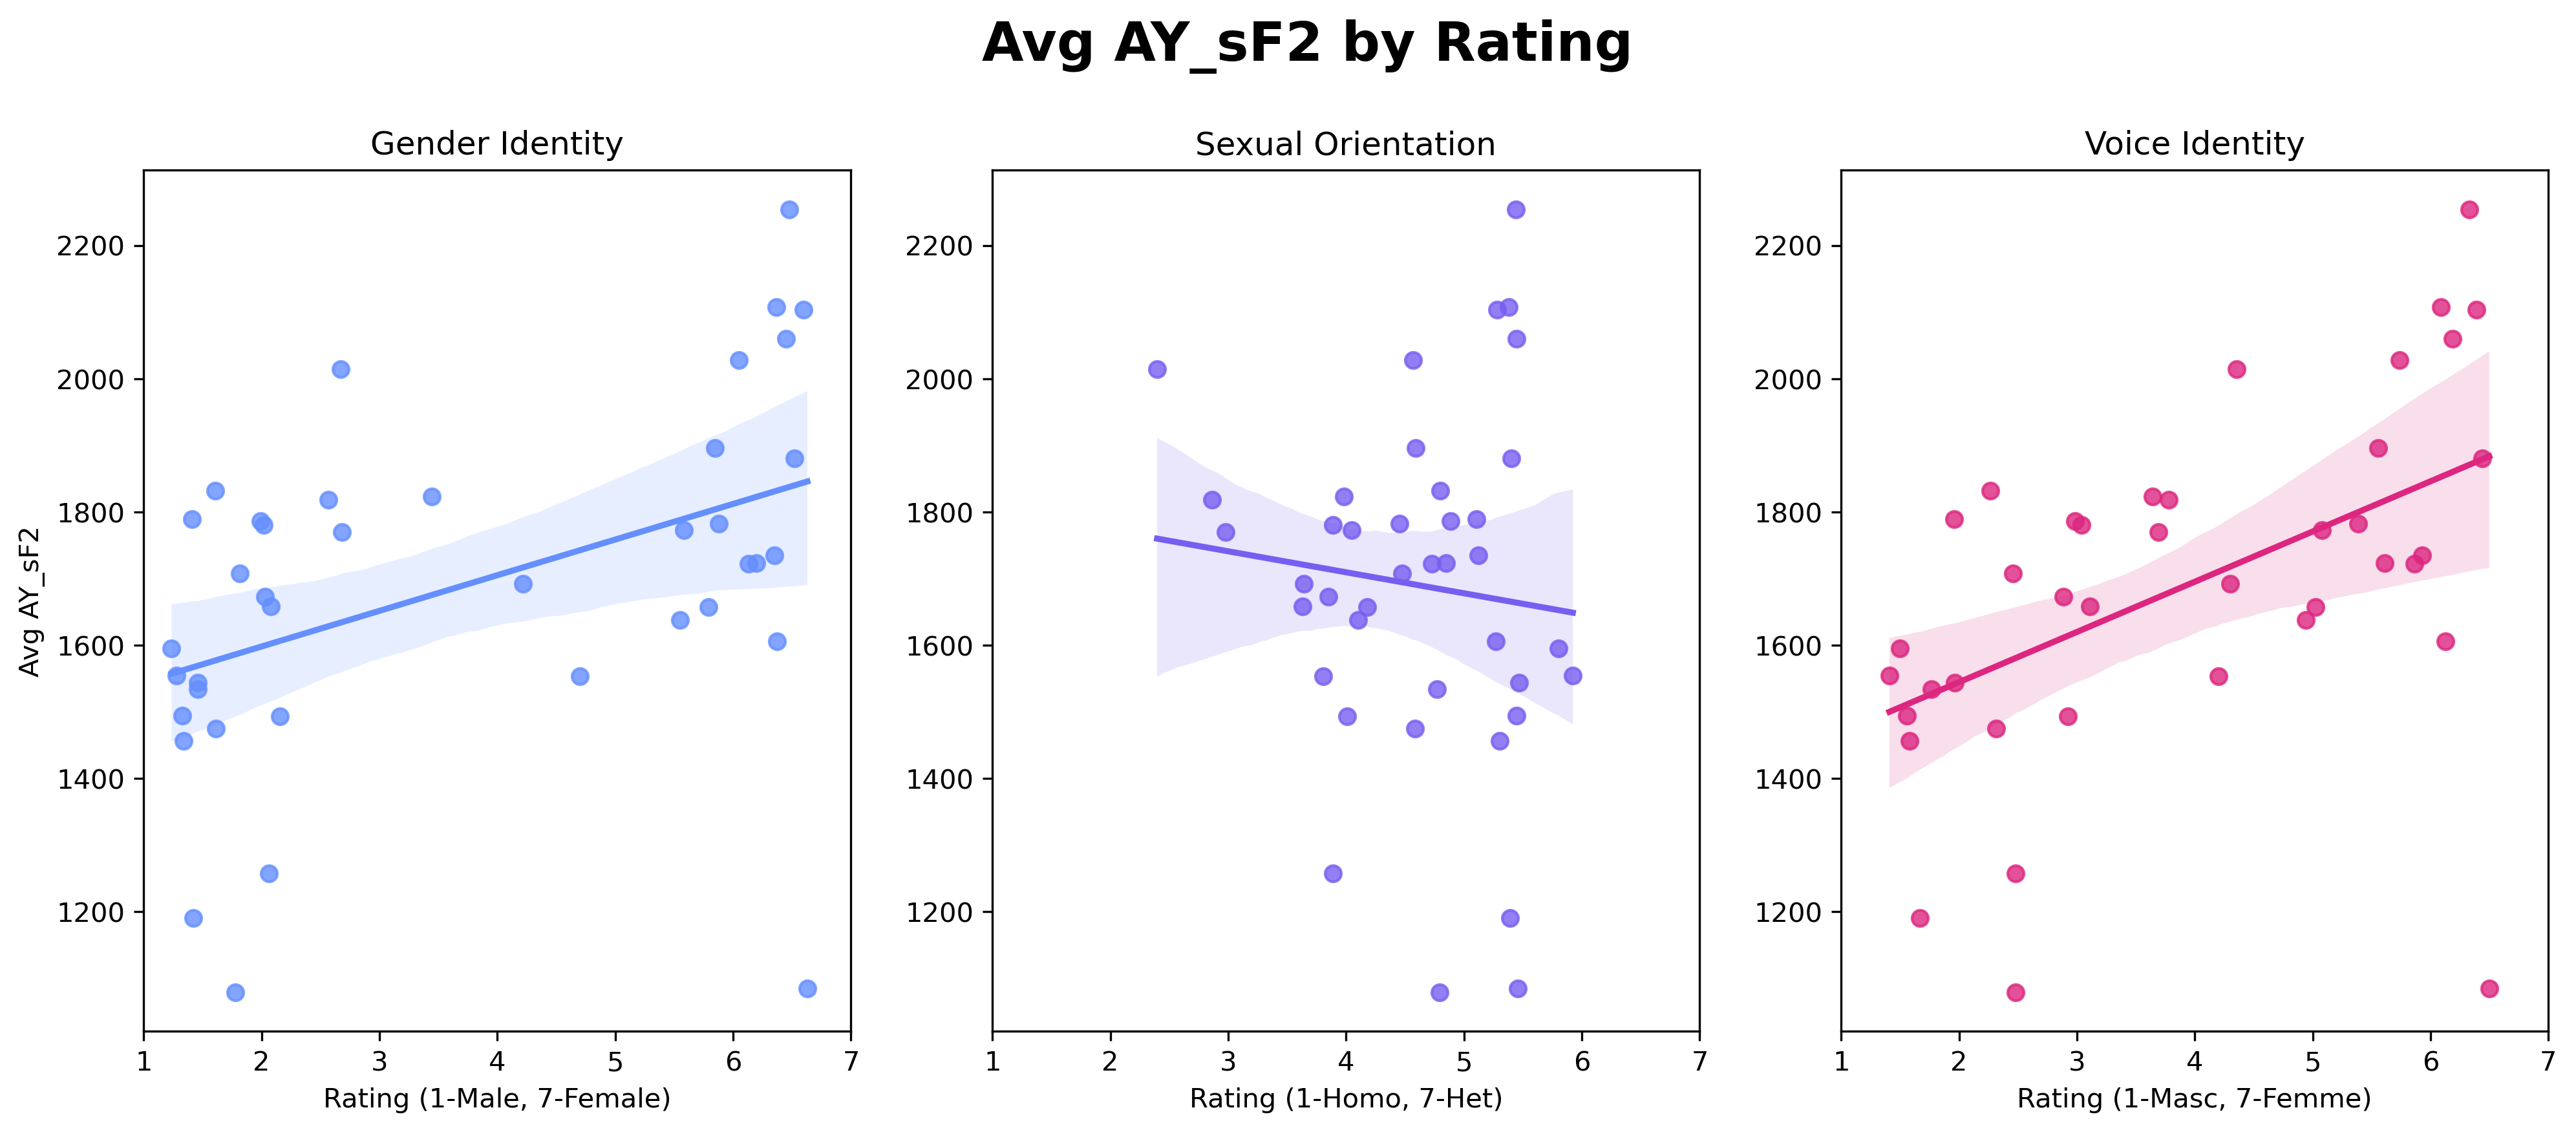 Avg AY_sF2 by Rating
Gender Identity
Sexual Orientation
Voice Identity
Avg AY_sF2
2200
2000
1800
1600
1400
1200
1 2 3 4 5 6 7
Rating (1-Male, 7-Female)
2200
2000
1800
1600
1400
1200
1 2 3 4 5 6 7
Rating (1-Homo, 7-Het)
2200
2000
1800
1600
1400
1200
1 2 3 4 5 6 7
Rating (1-Masc, 7-Femme)